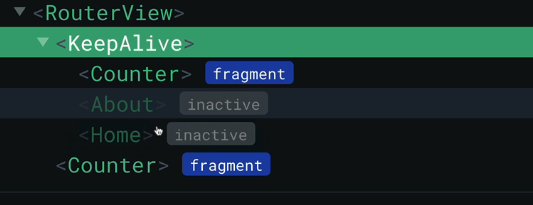 <RouterView>
<KeepAlive>
<Counter> fragment
<About> inactive
<Home> inactive
<Counter> fragment